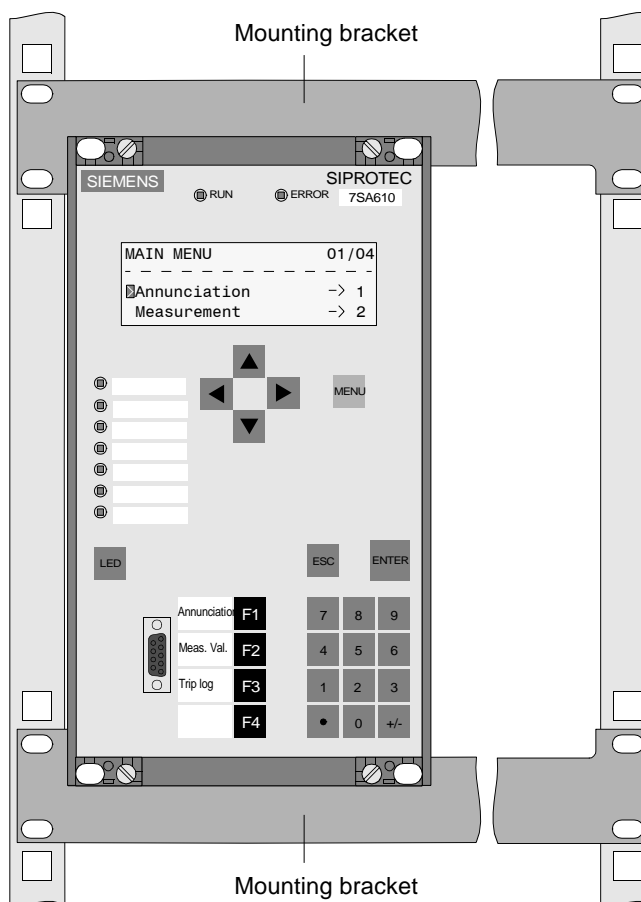 Mounting bracket
SIEMENS
SIPROTEC
RUN
ERROR
7SA610
MAIN MENU 01/04
Annunciation –> 1
Measurement –> 2
MENU
LED
ESC
ENTER
Annunciation
F1
7 8 9
Meas. Val.
F2
4 5 6
Trip log
F3
1 2 3
F4
• 0 +/-
Mounting bracket